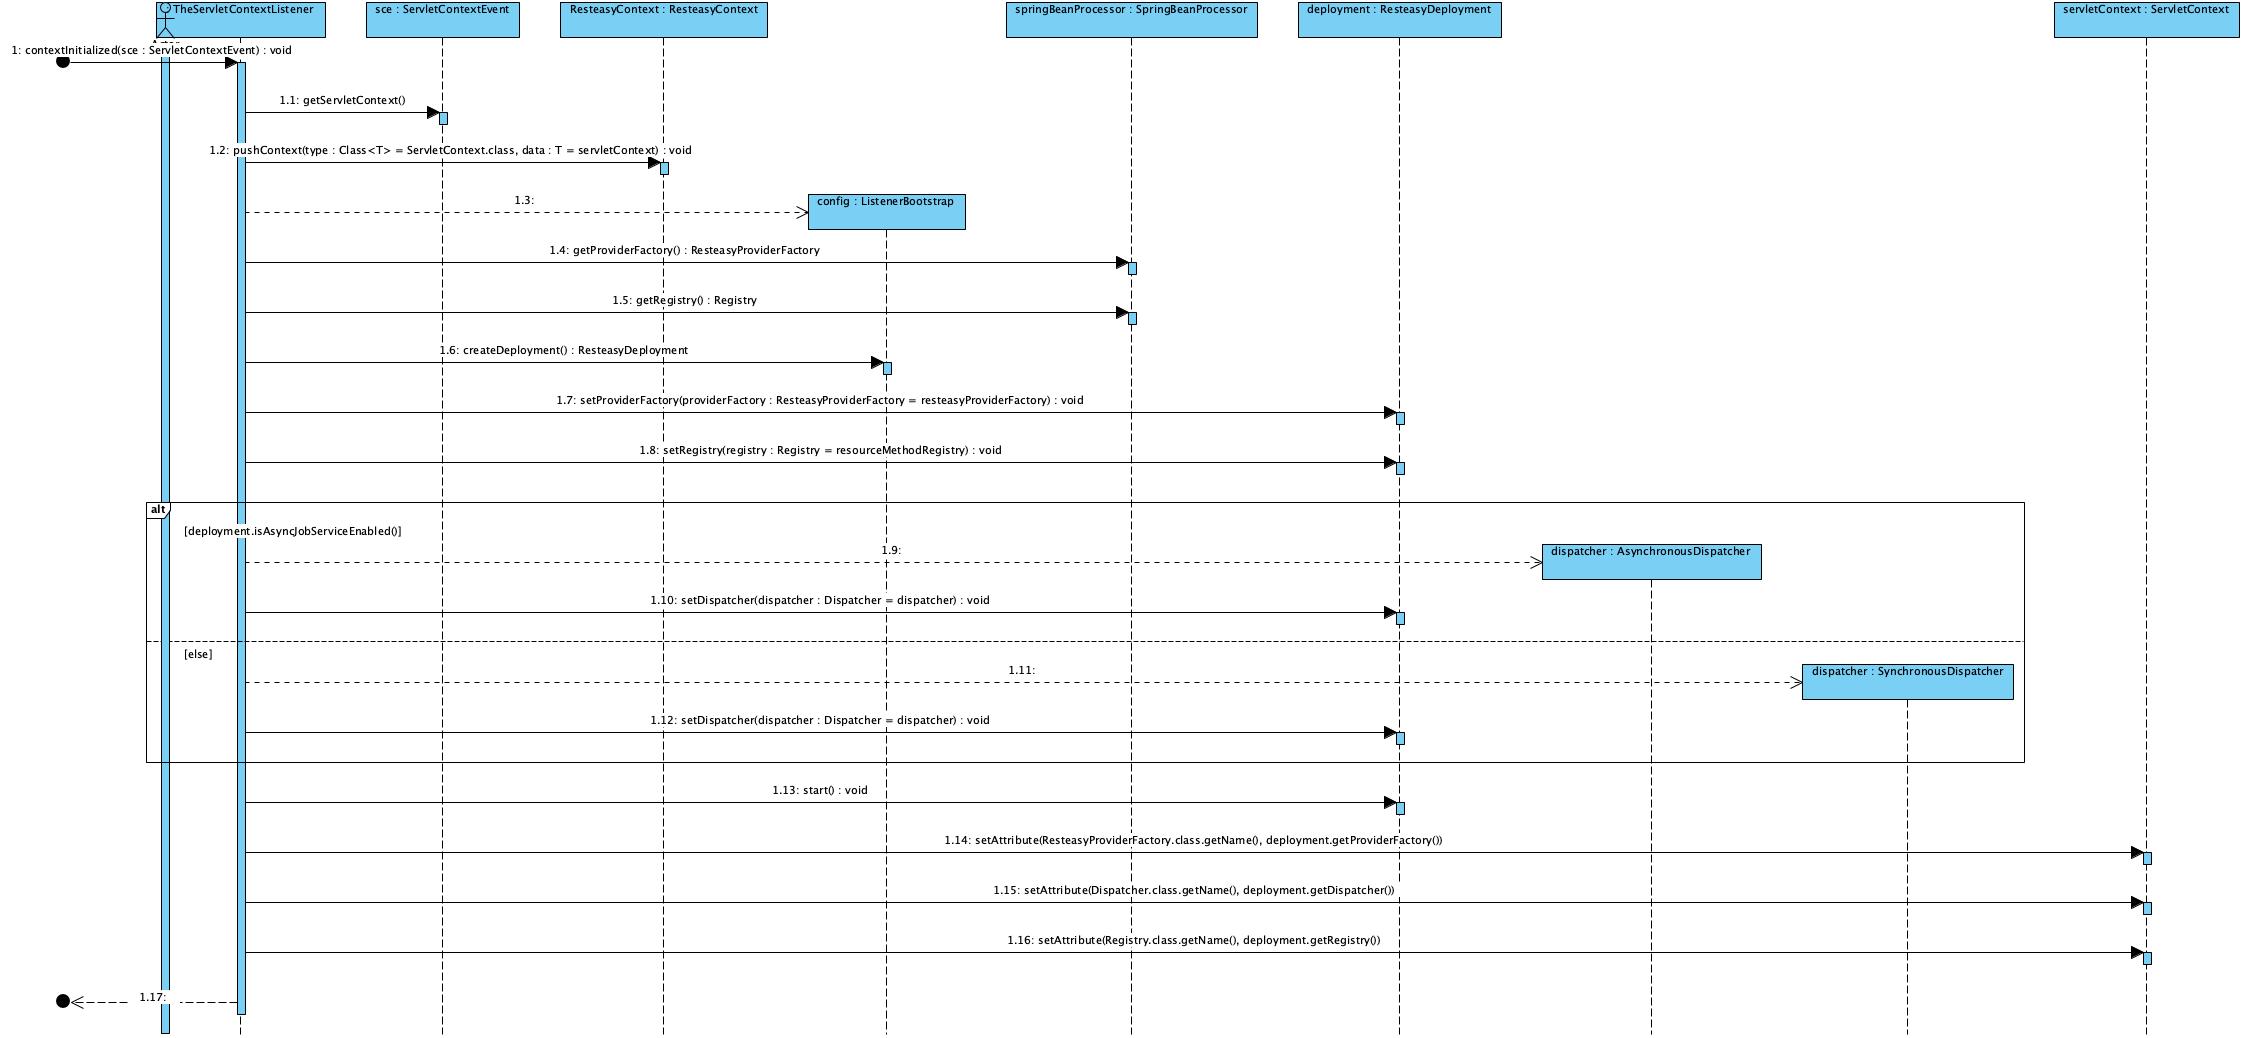 TheServletContextListener
sce : ServletContextEvent
ResteasyContext : ResteasyContext
springBeanProcessor : SpringBeanProcessor
deployment : ResteasyDeployment
servletContext : ServletContext
1: contextInitialized(sce : ServletContextEvent) : void
1.1: getServletContext()
1.2: pushContext(type : Class<T> = ServletContext.class, data : T = servletContext) : void
1.3:
config : ListenerBootstrap
1.4: getProviderFactory() : ResteasyProviderFactory
1.5: getRegistry() : Registry
1.6: createDeployment() : ResteasyDeployment
1.7: setProviderFactory(providerFactory : ResteasyProviderFactory = resteasyProviderFactory) : void
1.8: setRegistry(registry : Registry = resourceMethodRegistry) : void
alt
[deployment.isAsyncJobServiceEnabled()]
1.9:
dispatcher : AsynchronousDispatcher
1.10: setDispatcher(dispatcher : Dispatcher = dispatcher) : void
[else]
1.11:
dispatcher : SynchronousDispatcher
1.12: setDispatcher(dispatcher : Dispatcher = dispatcher) : void
1.13: start() : void
1.14: setAttribute(ResteasyProviderFactory.class.getName(), deployment.getProviderFactory())
1.15: setAttribute(Dispatcher.class.getName(), deployment.getDispatcher())
1.16: setAttribute(Registry.class.getName(), deployment.getRegistry())
1.17: